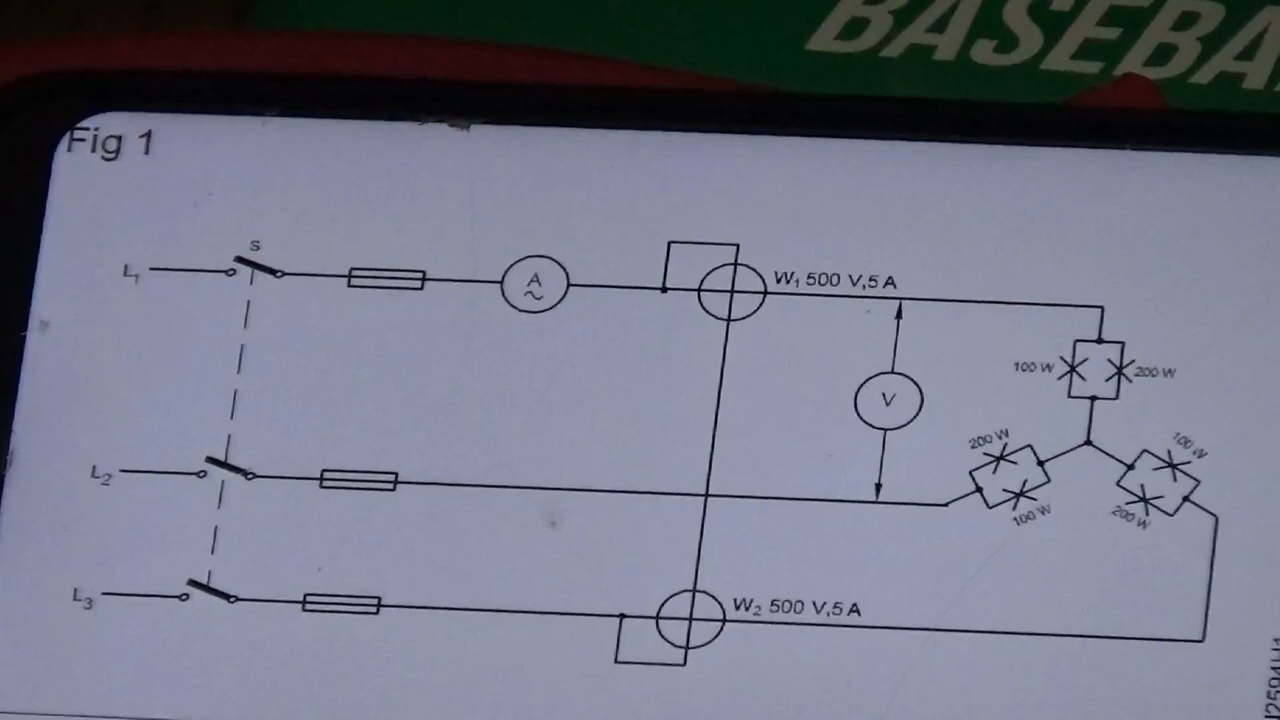 BASEBA
Fig 1
S
L1
A
~
W1 500 V,5 A
100 W
200 W
V
L2
200 W
100 W
100 W
200 W
L3
W2 500 V,5 A